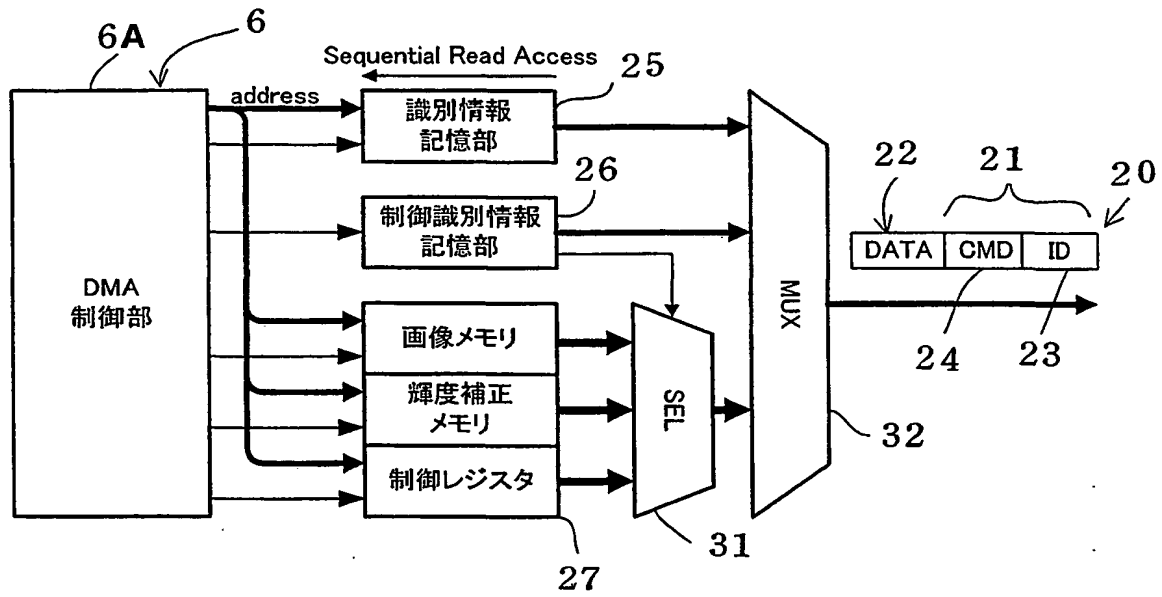 6A
6
Sequential Read Access
25
address
識別情報
記憶部
26
制御識別情報
記憶部
22
21
20
DATA CMD ID
24
23
DMA
制御部
画像メモリ
輝度補正
メモリ
制御レジスタ
SEL
MUX
32
31
27